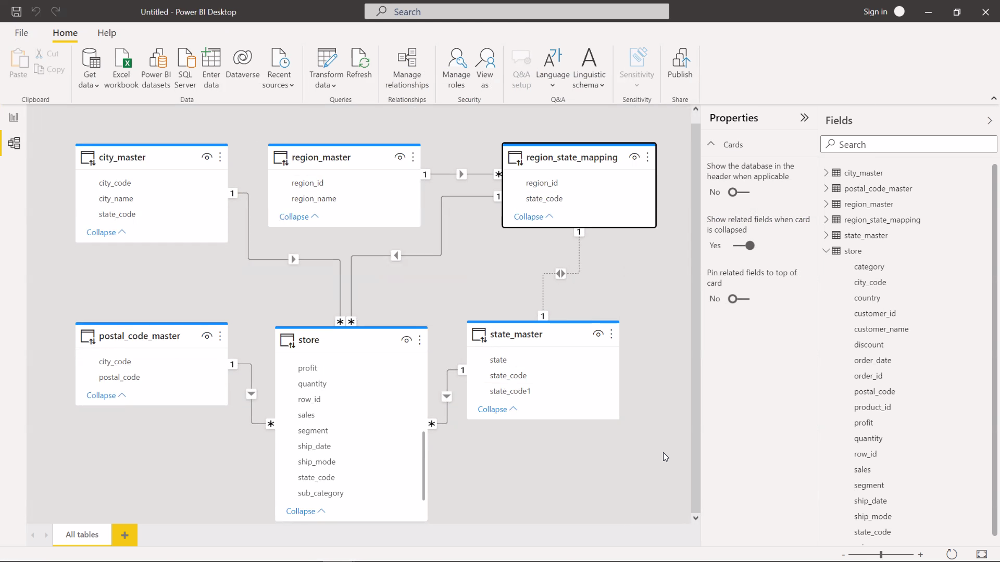 Untitled - Power BI Desktop
Search
Sign in
File
Home
Help
Paste
Cut
Copy
Clipboard
Get data
Excel workbook
Power BI datasets
SQL Server
Enter data
Dataverse
Recent sources
Data
Transform data
Refresh
Queries
Manage relationships
Relationships
Manage roles
View as
Security
Q&A setup
Language
Linguistic schema
Q&A
Sensitivity
Sensitivity
Publish
Share
city_master
city_code
city_name
state_code
Collapse
1
region_master
region_id
region_name
Collapse
1
*
1
region_state_mapping
region_id
state_code
Collapse
1
1
* *
postal_code_master
city_code
postal_code
Collapse
1
*
store
profit
quantity
row_id
sales
segment
ship_date
ship_mode
state_code
sub_category
Collapse
*
1
state_master
state
state_code
state_code1
Collapse
Properties
Cards
Show the database in the
header when applicable
No
Show related fields when card
is collapsed
Yes
Pin related fields to top of
card
No
Fields
Search
city_master
postal_code_master
region_master
region_state_mapping
state_master
store
category
city_code
country
customer_id
customer_name
discount
order_date
order_id
postal_code
product_id
profit
quantity
row_id
sales
segment
ship_date
ship_mode
state_code
All tables
+
- +